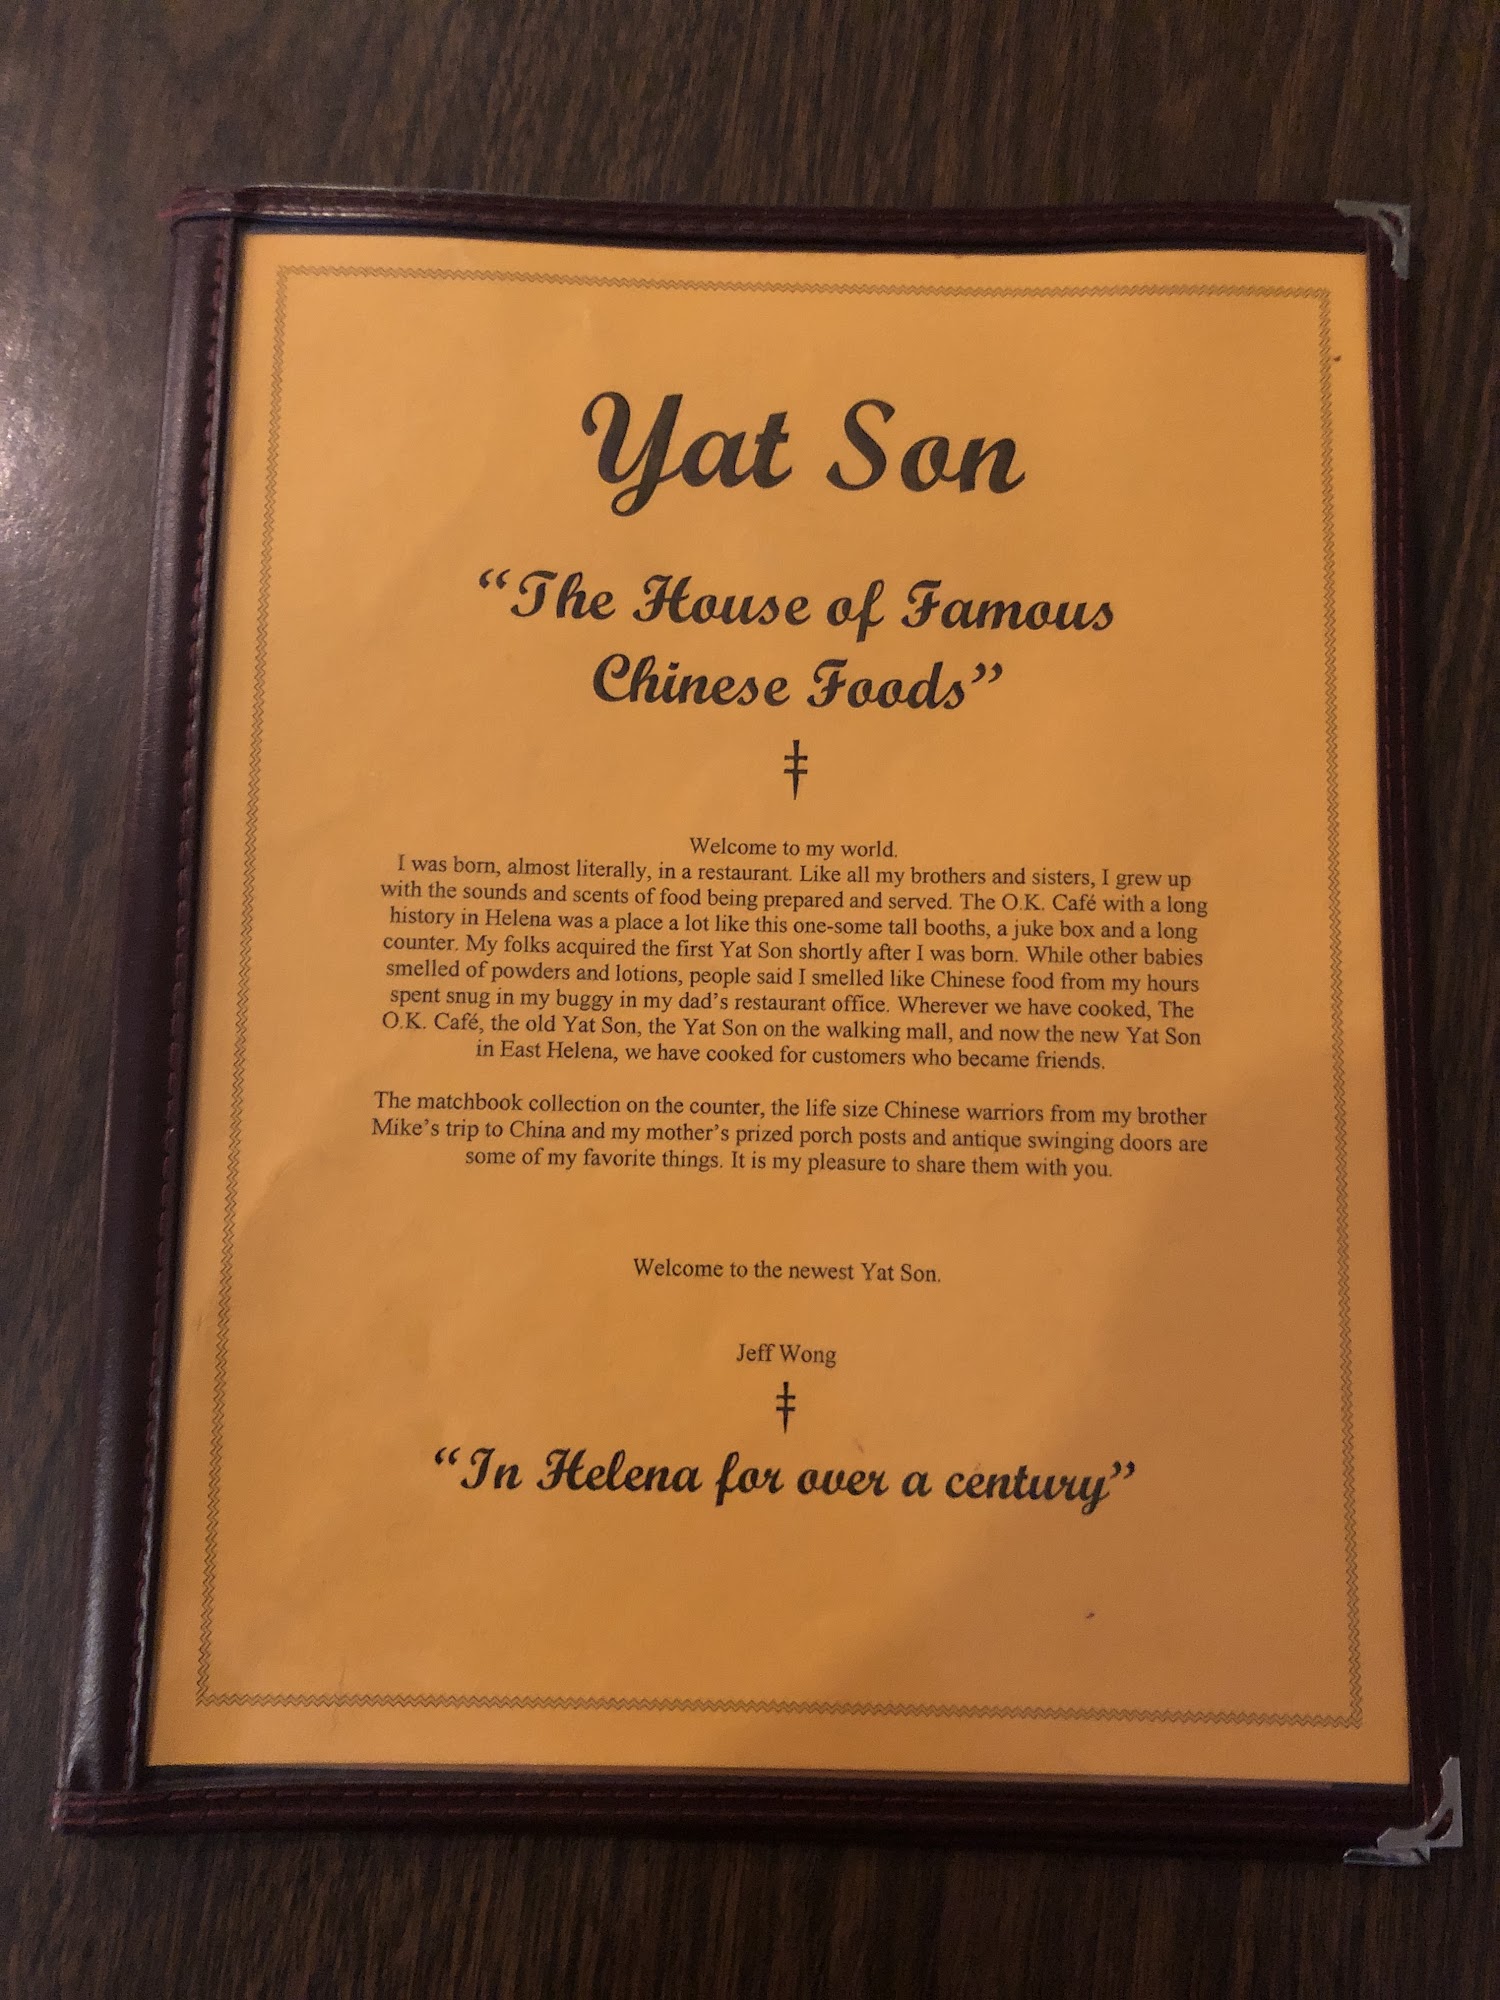 Yat Son
“The House of Famous
Chinese Foods”
‡
Welcome to my world.
I was born, almost literally, in a restaurant. Like all my brothers and sisters, I grew up
with the sounds and scents of food being prepared and served. The O.K. Café with a long
history in Helena was a place a lot like this one-some tall booths, a juke box and a long
counter. My folks acquired the first Yat Son shortly after I was born. While other babies
smelled of powders and lotions, people said I smelled like Chinese food from my hours
spent snug in my buggy in my dad’s restaurant office. Wherever we have cooked, The
O.K. Café, the old Yat Son, the Yat Son on the walking mall, and now the new Yat Son
in East Helena, we have cooked for customers who became friends.
The matchbook collection on the counter, the life size Chinese warriors from my brother
Mike’s trip to China and my mother’s prized porch posts and antique swinging doors are
some of my favorite things. It is my pleasure to share them with you.
Welcome to the newest Yat Son.
Jeff Wong
‡
“In Helena for over a century”